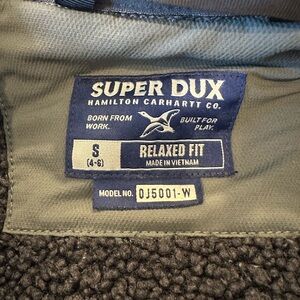 SUPER DUX
HAMILTON CARHARTT CO.
BORN FROM WORK.
BUILT FOR PLAY.
S
(4-6)
RELAXED FIT
MADE IN VIETNAM
MODEL NO. OJ5001-W